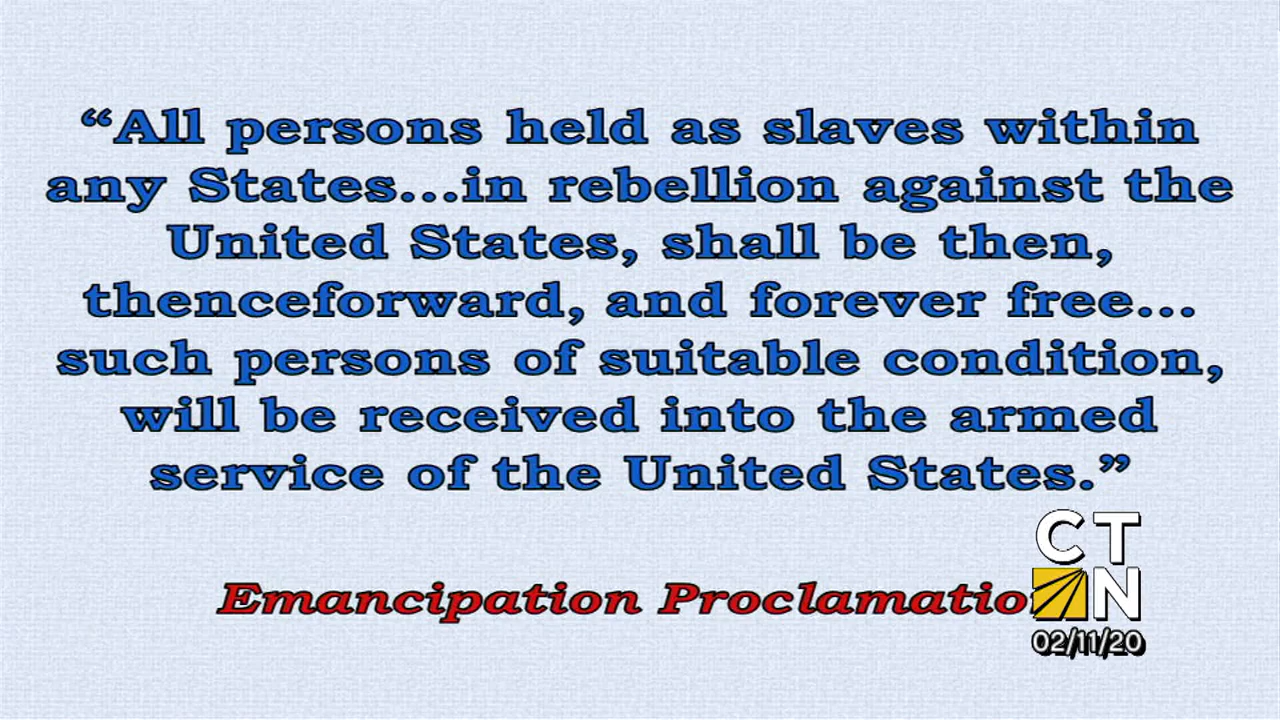 “All persons held as slaves within
any States...in rebellion against the
United States, shall be then,
thenceforward, and forever free...
such persons of suitable condition,
will be received into the armed
service of the United States.”
Emancipation Proclamatio
CT
N
02/11/20